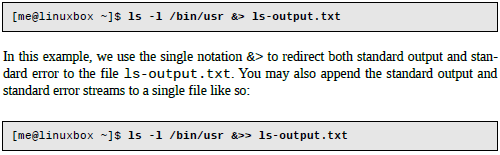 [me@linuxbox ~]$ ls -l /bin/usr &> ls-output.txt
In this example, we use the single notation &> to redirect both standard output and stan-
dard error to the file ls-output.txt. You may also append the standard output and
standard error streams to a single file like so:
[me@linuxbox ~]$ ls -l /bin/usr &>> ls-output.txt